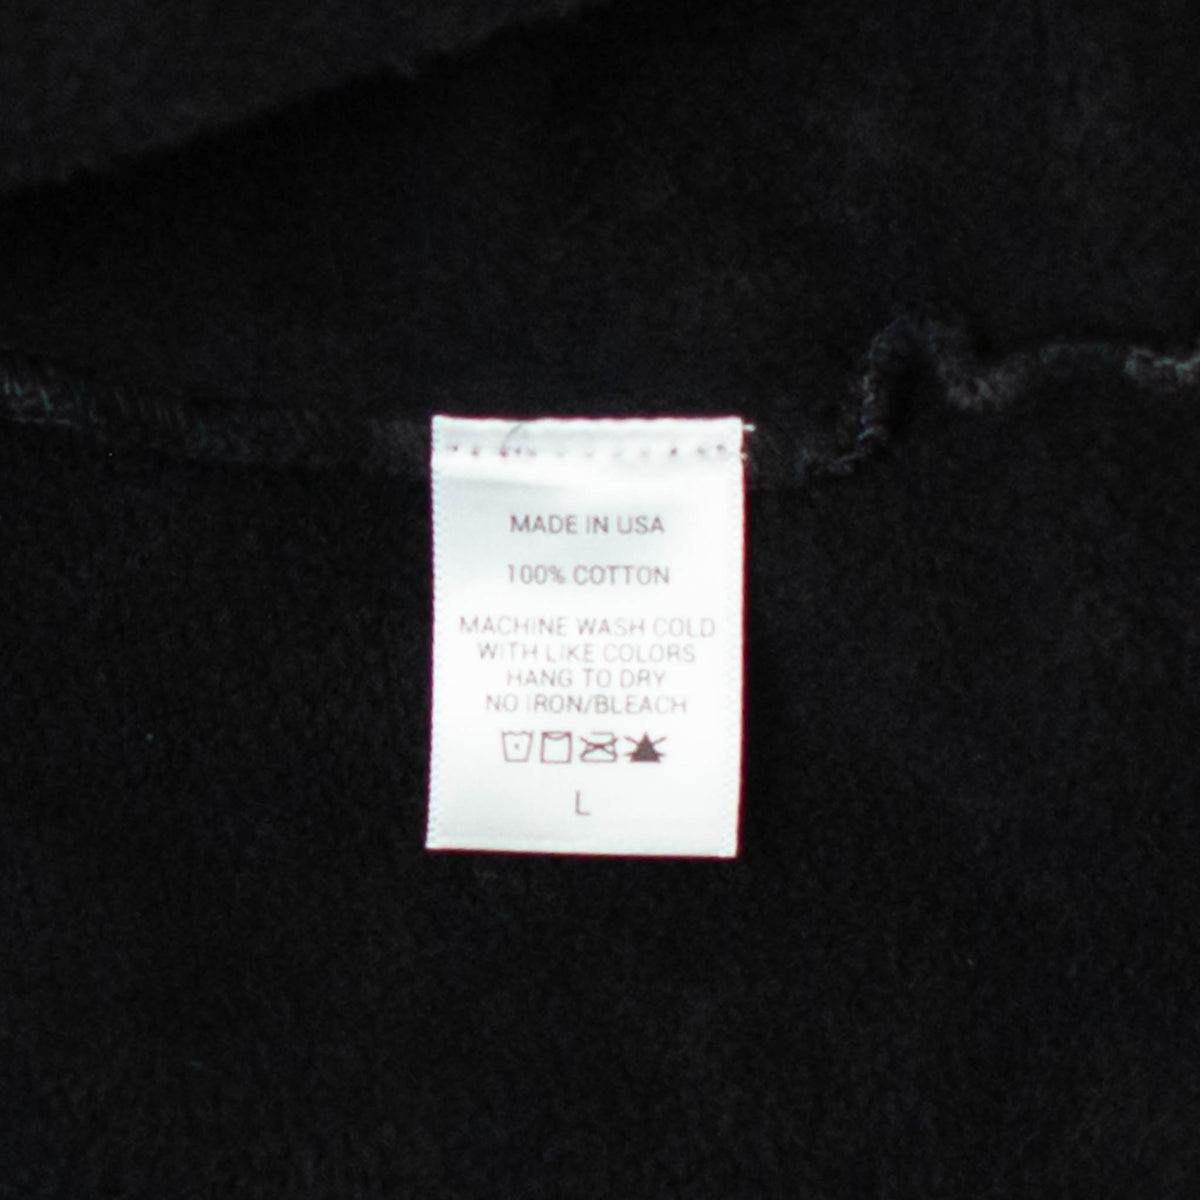 MADE IN USA
100% COTTON
MACHINE WASH COLD
WITH LIKE COLORS
HANG TO DRY
NO IRON/BLEACH
L